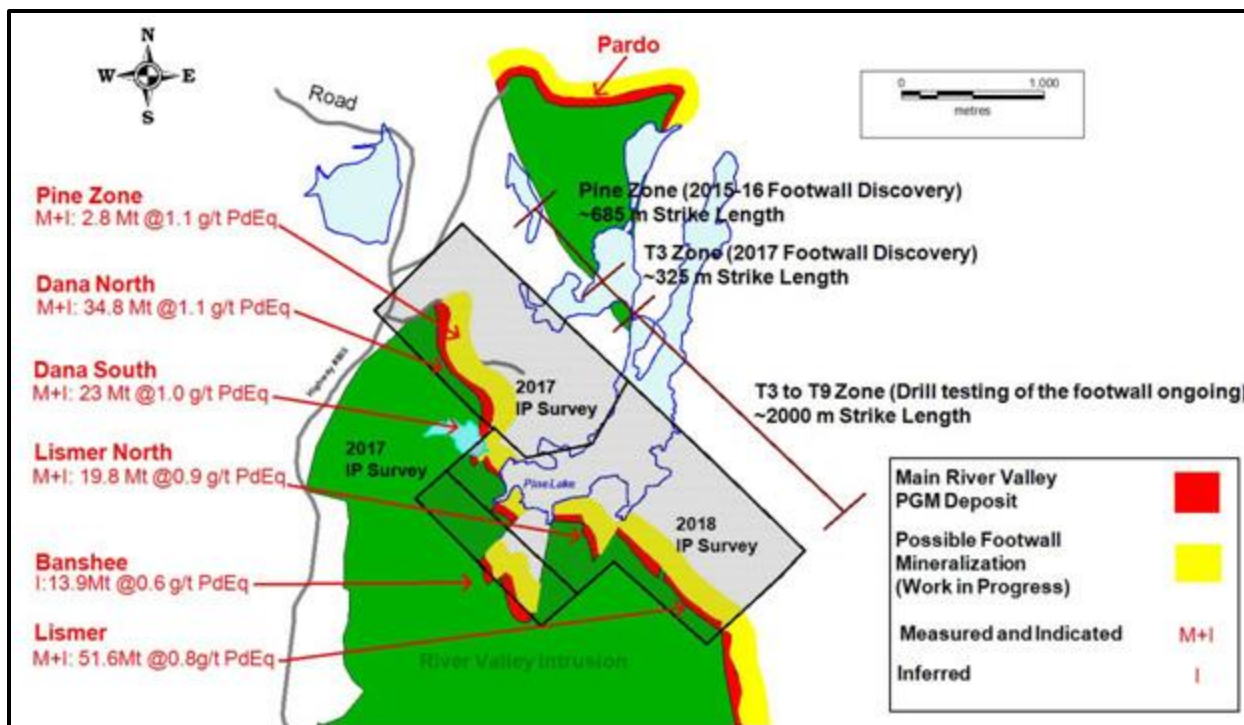 N
W E
S
Road
Pardo
0 1,000
metres
Pine Zone
M+I: 2.8 Mt @1.1 g/t PdEq
Dana North
M+I: 34.8 Mt @1.1 g/t PdEq
Dana South
M+I: 23 Mt @1.0 g/t PdEq
Lismer North
M+I: 19.8 Mt @0.9 g/t PdEq
Banshee
I:13.9Mt @0.6 g/t PdEq
Lismer
M+I: 51.6Mt @0.8g/t PdEq
Pine Zone (2015-16 Footwall Discovery)
~685 m Strike Length
T3 Zone (2017 Footwall Discovery)
~325 m Strike Length
T3 to T9 Zone (Drill testing of the footwall ongoing)
~2000 m Strike Length
Highway
2017
IP Survey
2017
IP Survey
Pine Lake
2018
IP Survey
River Valley Intrusion
Main River Valley
PGM Deposit
Possible Footwall
Mineralization
(Work in Progress)
Measured and Indicated M+I
Inferred I